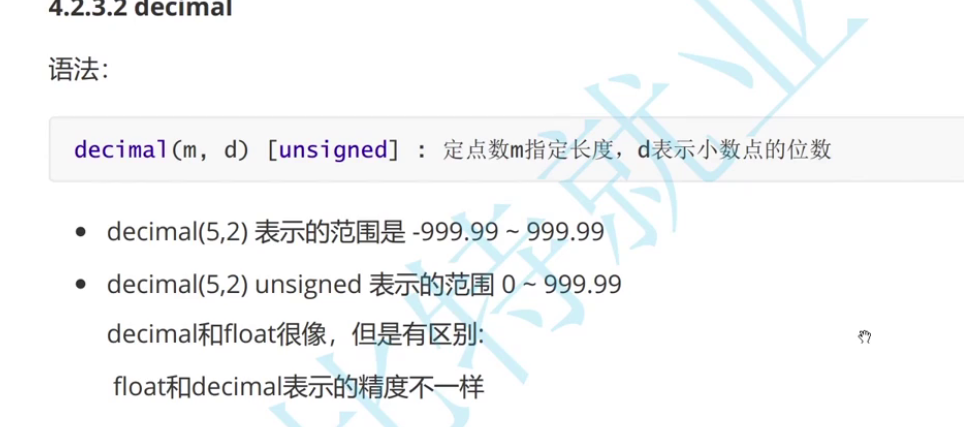 4.2.3.2 decimal
语法：
decimal(m, d) [unsigned] : 定点数m指定长度，d表示小数点的位数
decimal(5,2) 表示的范围是 -999.99 ~ 999.99
decimal(5,2) unsigned 表示的范围 0 ~ 999.99
decimal和float很像，但是有区别:
float和decimal表示的精度不一样
比特就业